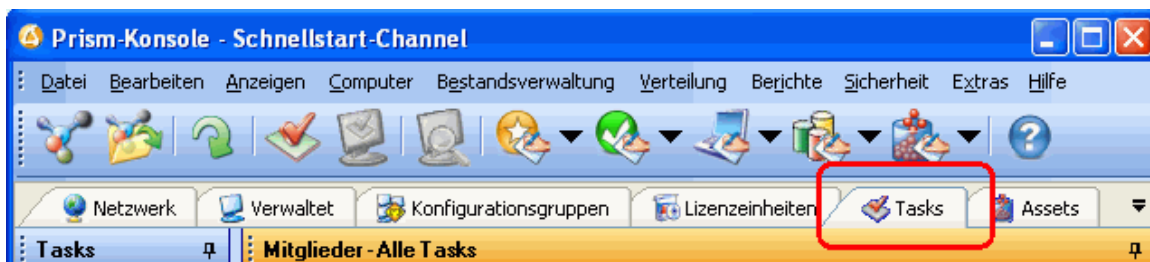 Prism-Konsole - Schnellstart-Channel
Datei Bearbeiten Anzeigen Computer Bestandsverwaltung Verteilung Berichte Sicherheit Extras Hilfe
Netzwerk Verwaltet Konfigurationsgruppen Lizenzeinheiten Tasks Assets
Tasks Mitglieder - Alle Tasks